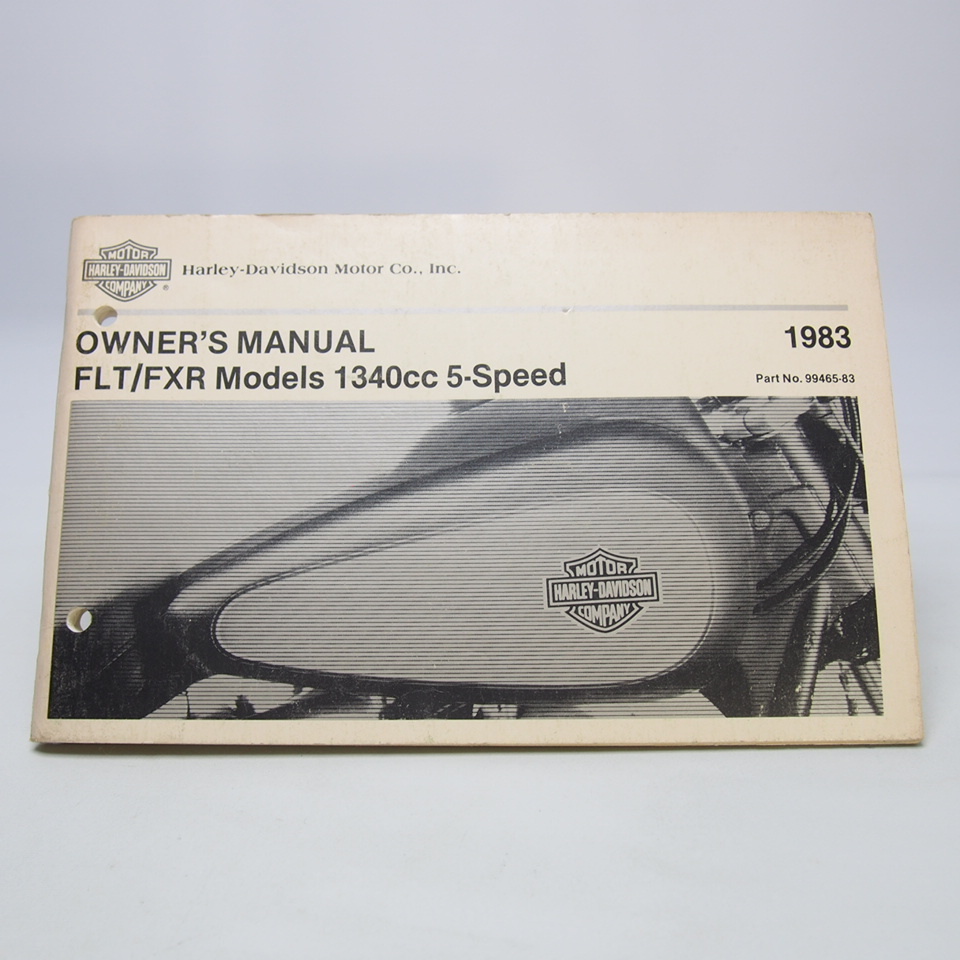 MOTOR
HARLEY-DAVIDSON
COMPANY
®
Harley-Davidson Motor Co., Inc.
OWNER'S MANUAL
1983
FLT/FXR Models 1340cc 5-Speed
Part No. 99465-83
MOTOR
HARLEY-DAVIDSON
COMPANY